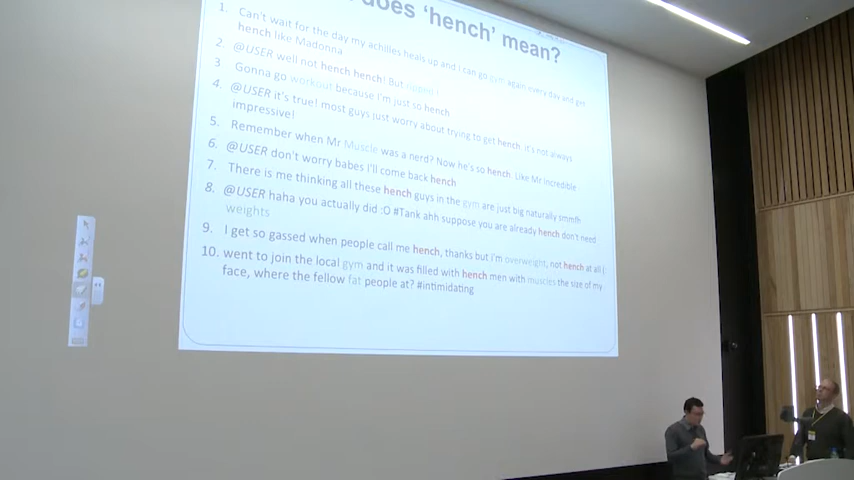 does 'hench' mean?
1. Can't wait for the day my achilles heals up and I can go gym again every day and get
hench like Madonna
2. @USER well not hench hench! But ripped !
3. Gonna go workout because I'm just so hench
4. @USER it's true! most guys just worry about trying to get hench. It's not always
impressive!
5. Remember when Mr Muscle was a nerd? Now he's so hench. Like Mr Incredible
6. @USER don't worry babes I'll come back hench
7. There is me thinking all these hench guys in the gym are just big naturally smmfh
8. @USER haha you actually did :O #Tank ahh suppose you are already hench don't need
weights
9. I get so gassed when people call me hench, thanks but i'm overweight, not hench at all
10. went to join the local gym and it was filled with hench men with muscles the size of my
face, where the fellow fat people at? #intimidating